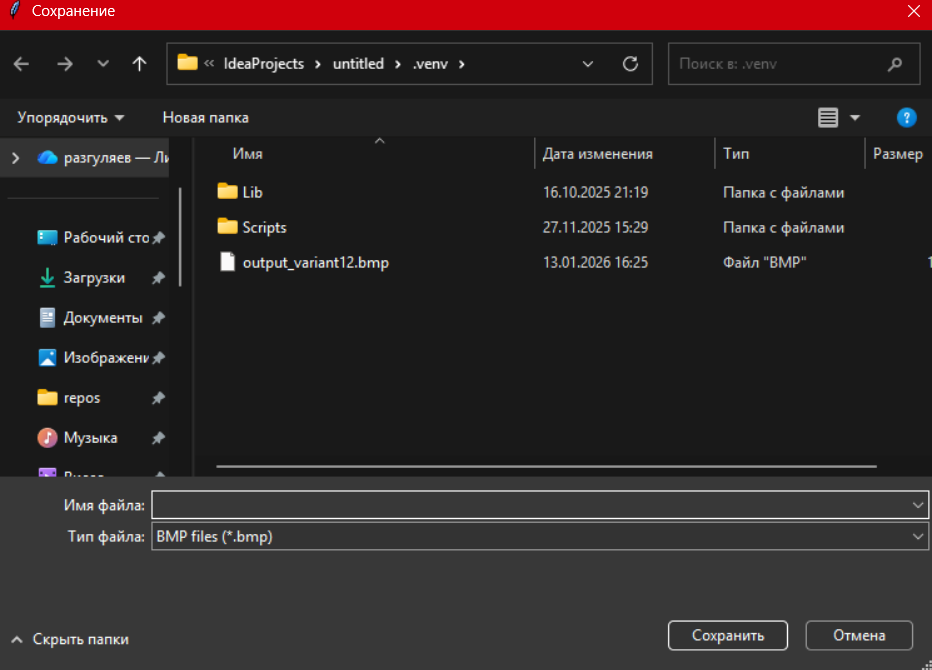 Сохранение
« IdeaProjects › untitled › .venv ›
Поиск в: .venv
Упорядочить Новая папка ?
разгуляев — Ли
Имя Дата изменения Тип Размер
Lib 16.10.2025 21:19 Папка с файлами
Scripts 27.11.2025 15:29 Папка с файлами
output_variant12.bmp 13.01.2026 16:25 Файл "BMP"
Рабочий сто
Загрузки
Документы
Изображени
repos
Музыка
Имя файла:
Тип файла: BMP files (*.bmp)
Скрыть папки Сохранить Отмена